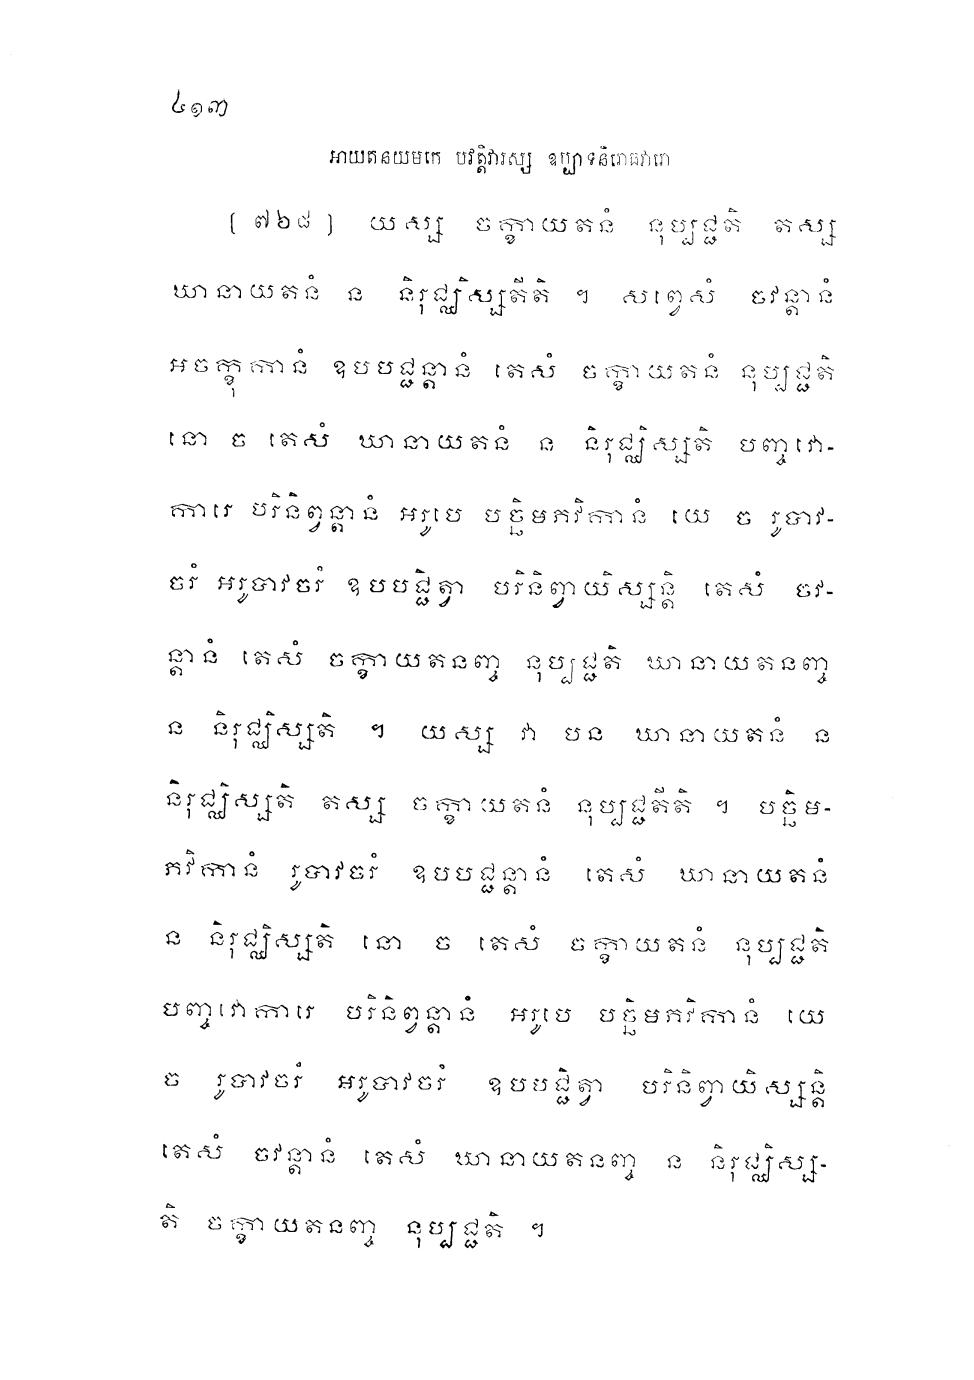 ៤១៣
អាយតនយមកេ បវត្តិវារស្ស ឧប្បាទនិរោធវារោ
[៧៦៨] យស្ស ចក្ខាយតនំ នុប្បជ្ជតិ តស្ស
ឃានាយតនំ ន និរុជ្ឈិស្សតីតិ ។ សព្វេសំ ចវន្តានំ
អចក្ខុកានំ ឧបបជ្ជន្តានំ តេសំ ចក្ខាយតនំ នុប្បជ្ជតិ
នោ ច តេសំ ឃានាយតនំ ន និរុជ្ឈិស្សតិ បញ្ចវោ-
ការេ បរិនិព្វន្តានំ អរូបេ បច្ឆិមភវិកានំ យេ ច រូបាវ-
ចរំ អរូបាវចរំ ឧបបជ្ជិត្វា បរិនិព្វាយិស្សន្តិ តេសំ ចវ-
ន្តានំ តេសំ ចក្ខាយតនញ្ច នុប្បជ្ជតិ ឃានាយតនញ្ច
ន និរុជ្ឈិស្សតិ ។ យស្ស វា បន ឃានាយតនំ ន
និរុជ្ឈិស្សតិ តស្ស ចក្ខាយតនំ នុប្បជ្ជតីតិ ។ បច្ឆិម-
ភវិកានំ រូបាវចរំ ឧបបជ្ជន្តានំ តេសំ ឃានាយតនំ
ន និរុជ្ឈិស្សតិ នោ ច តេសំ ចក្ខាយតនំ នុប្បជ្ជតិ
បញ្ចវោការេ បរិនិព្វន្តានំ អរូបេ បច្ឆិមភវិកានំ យេ
ច រូបាវចរំ អរូបាវចរំ ឧបបជ្ជិត្វា បរិនិព្វាយិស្សន្តិ
តេសំ ចវន្តានំ តេសំ ឃានាយតនញ្ច ន និរុជ្ឈិស្ស-
តិ ចក្ខាយតនញ្ច នុប្បជ្ជតិ ។